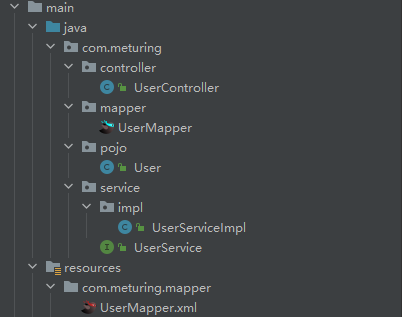 main
java
com.meturing
controller
UserController
mapper
UserMapper
pojo
User
service
impl
UserServiceImpl
UserService
resources
com.meturing.mapper
UserMapper.xml